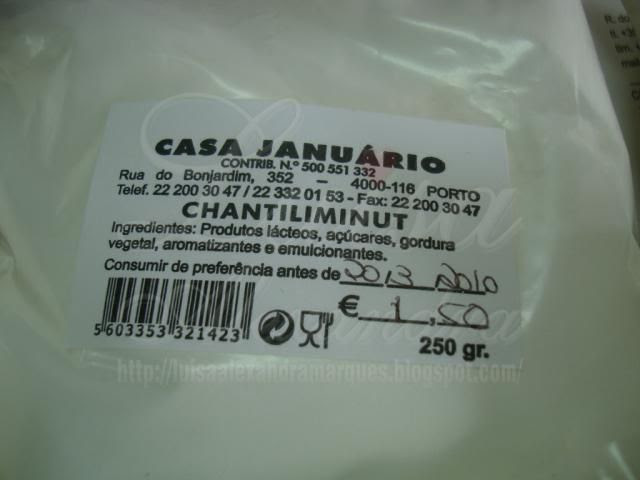 CASA JANUÁRIO
CONTRIB. N.º 500 551 332
Rua do Bonjardim, 352 – 4000-116 PORTO
Telef. 22 200 30 47 / 22 332 01 53 - Fax: 22 200 30 47
CHANTILIMINUT
Ingredientes: Produtos lácteos, açúcares, gordura
vegetal, aromatizantes e emulcionantes.
Consumir de preferência antes de 2013 2010
€ 1,50
5 603353 321423
250 gr.
http://luisaalexandramarques.blogspot.com/
R. do